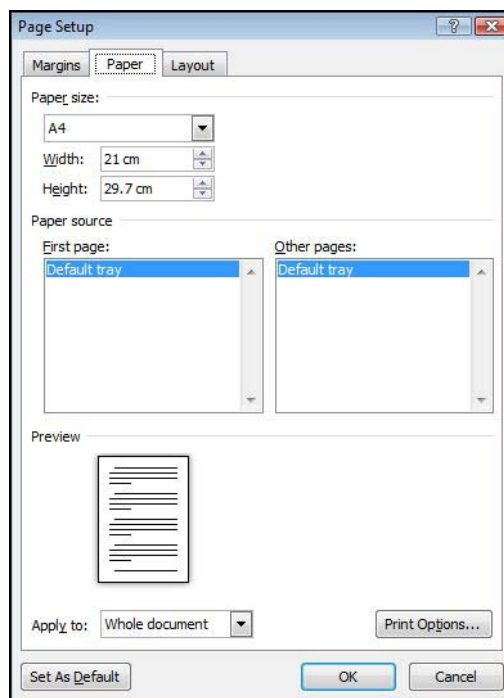 Page Setup
Margins Paper Layout
Paper size:
A4
Width: 21 cm
Height: 29.7 cm
Paper source
First page: Other pages:
Default tray Default tray
Preview
Apply to: Whole document Print Options...
Set As Default OK Cancel